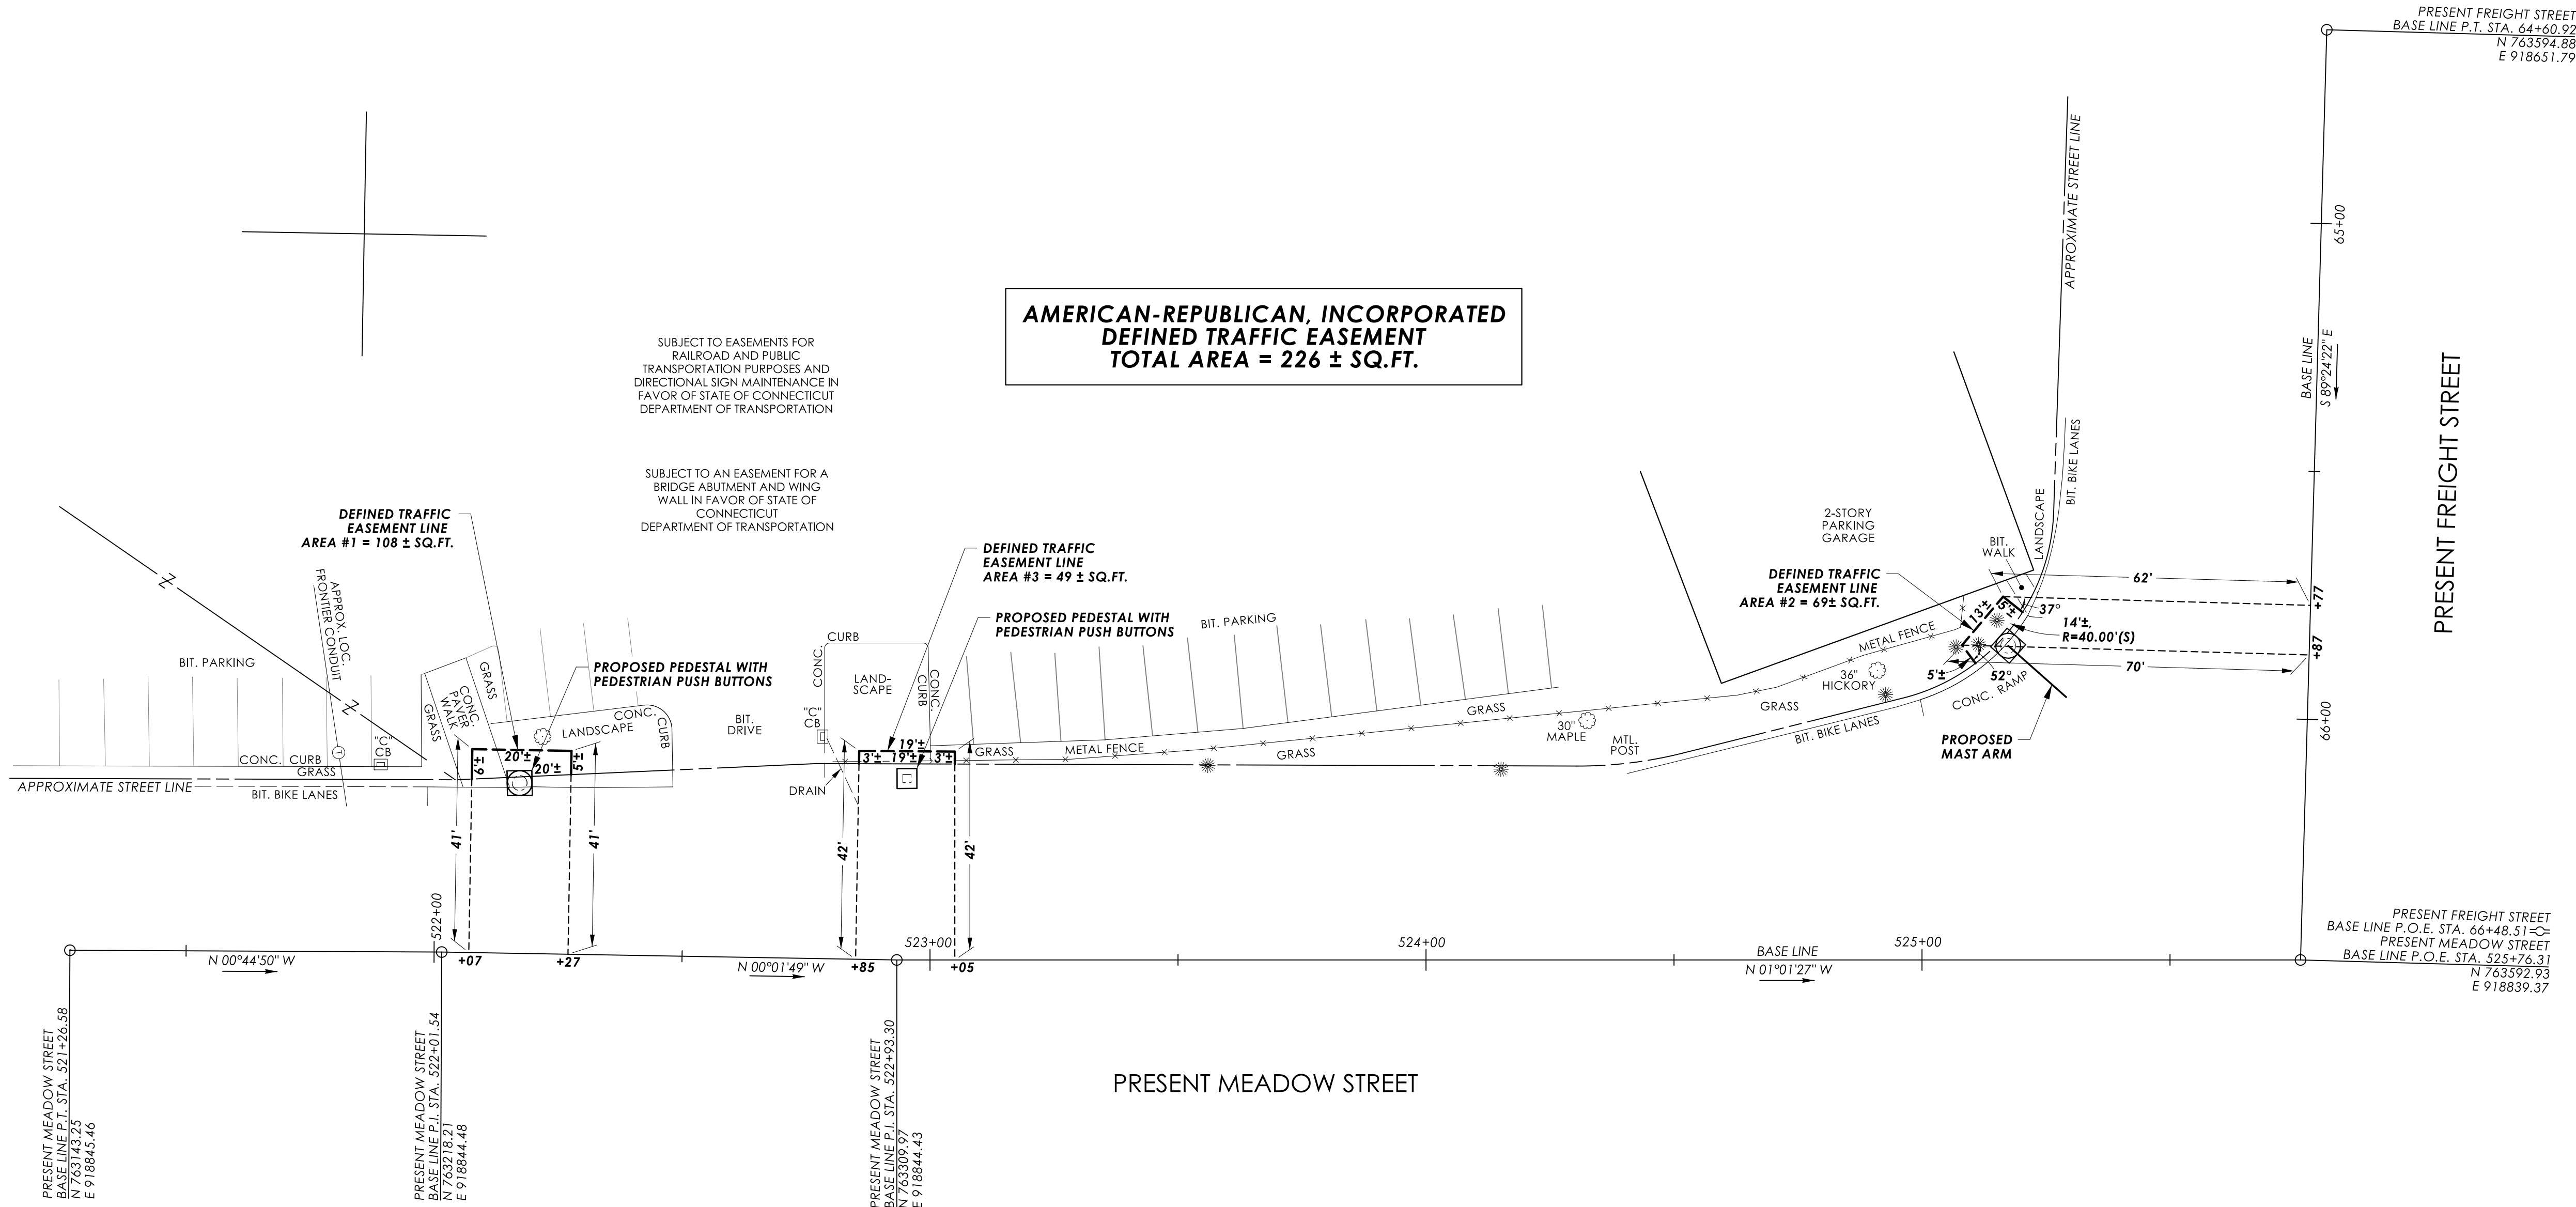 PRESENT FREIGHT STREET
BASE LINE P.T. STA. 64+60.92
N 763594.88
E 918651.79
APPROXIMATE STREET LINE
65+00
BASE LINE
S 89°24'22" E
PRESENT FREIGHT STREET
AMERICAN-REPUBLICAN, INCORPORATED
DEFINED TRAFFIC EASEMENT
TOTAL AREA = 226 ± SQ.FT.
SUBJECT TO EASEMENTS FOR
RAILROAD AND PUBLIC
TRANSPORTATION PURPOSES AND
DIRECTIONAL SIGN MAINTENANCE IN
FAVOR OF STATE OF CONNECTICUT
DEPARTMENT OF TRANSPORTATION
SUBJECT TO AN EASEMENT FOR A
BRIDGE ABUTMENT AND WING
WALL IN FAVOR OF STATE OF
CONNECTICUT
DEPARTMENT OF TRANSPORTATION
DEFINED TRAFFIC
EASEMENT LINE
AREA #1 = 108 ± SQ.FT.
DEFINED TRAFFIC
EASEMENT LINE
AREA #3 = 49 ± SQ.FT.
PROPOSED PEDESTAL WITH
PEDESTRIAN PUSH BUTTONS
BIT. PARKING
2-STORY
PARKING
GARAGE
DEFINED TRAFFIC
EASEMENT LINE
AREA #2 = 69± SQ.FT.
BIT.
WALK
LANDSCAPE
BIT. BIKE LANES
62'
+77
13'±
5'±
37°
14'±,
R=40.00'(S)
+87
70'
5'±
52°
CONC. RAMP
METAL FENCE
36"
HICKORY
GRASS
PROPOSED
MAST ARM
66+00
APPROX. LOC.
FRONTIER CONDUIT
T
BIT. PARKING
GRASS
CONC.
PAVER
WALK
GRASS
PROPOSED PEDESTAL WITH
PEDESTRIAN PUSH BUTTONS
CONC.
CURB
LANDSCAPE
BIT.
DRIVE
"C"
CB
CONC.
CURB
LAND-
SCAPE
CONC.
CURB
GRASS
METAL FENCE
GRASS
GRASS
30"
MAPLE
MTL.
POST
BIT. BIKE LANES
"C"
CB
CONC. CURB
GRASS
APPROXIMATE STREET LINE
BIT. BIKE LANES
6'±
20'±
20'±
5'±
DRAIN
19'±
3'±
19'±
3'±
41'
41'
42'
42'
522+00
523+00
524+00
525+00
N 00°44'50" W
+07
+27
N 00°01'49" W
+85
+05
BASE LINE
N 01°01'27" W
PRESENT FREIGHT STREET
BASE LINE P.O.E. STA. 66+48.51
PRESENT MEADOW STREET
BASE LINE P.O.E. STA. 525+76.31
N 763592.93
E 918839.37
PRESENT MEADOW STREET
BASE LINE P.T. STA. 521+26.58
N 763143.25
E 918845.46
PRESENT MEADOW STREET
BASE LINE P.I. STA. 522+01.54
N 763218.21
E 918844.48
PRESENT MEADOW STREET
BASE LINE P.I. STA. 522+93.30
N 763309.97
E 918844.43
PRESENT MEADOW STREET